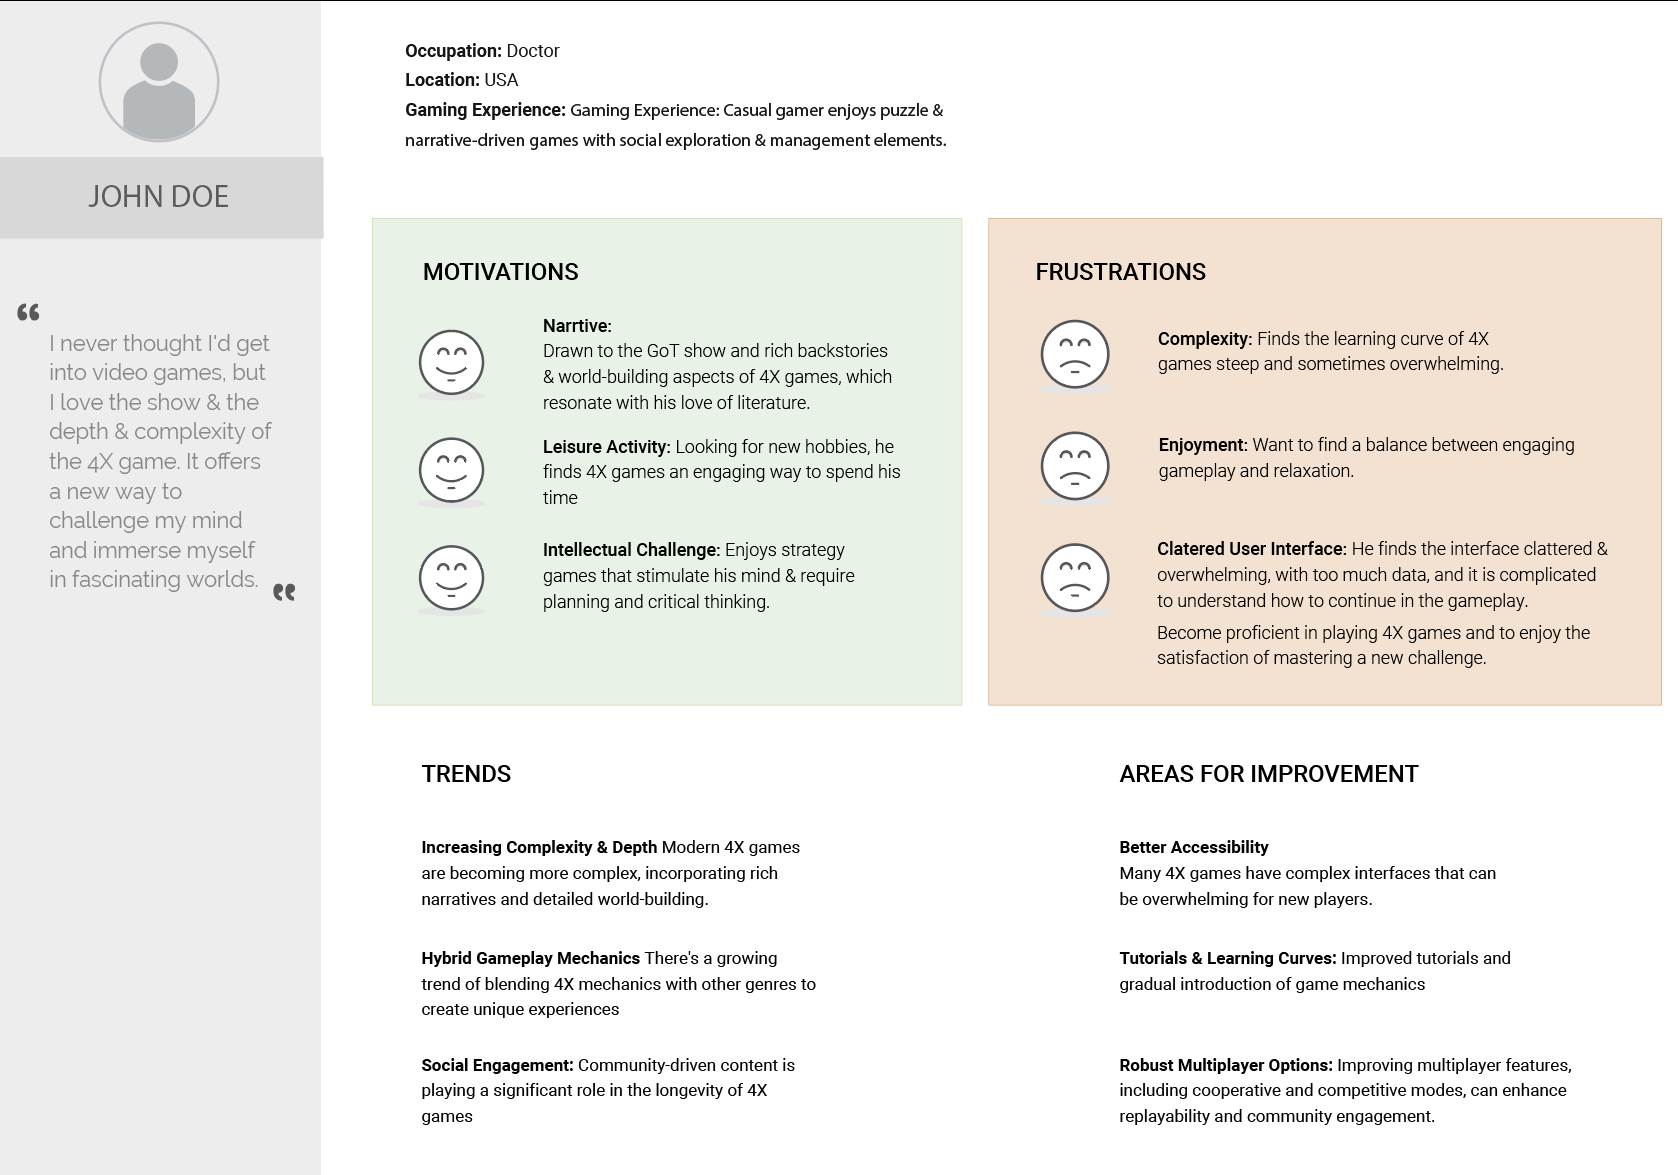 JOHN DOE
“
I never thought I'd get
into video games, but
I love the show & the
depth & complexity of
the 4X game. It offers
a new way to
challenge my mind
and immerse myself
in fascinating worlds.
”
Occupation: Doctor
Location: USA
Gaming Experience: Gaming Experience: Casual gamer enjoys puzzle &
narrative-driven games with social exploration & management elements.
MOTIVATIONS
Narrtive:
Drawn to the GoT show and rich backstories
& world-building aspects of 4X games, which
resonate with his love of literature.
Leisure Activity: Looking for new hobbies, he
finds 4X games an engaging way to spend his
time
Intellectual Challenge: Enjoys strategy
games that stimulate his mind & require
planning and critical thinking.
FRUSTRATIONS
Complexity: Finds the learning curve of 4X
games steep and sometimes overwhelming.
Enjoyment: Want to find a balance between engaging
gameplay and relaxation.
Clatered User Interface: He finds the interface clattered &
overwhelming, with too much data, and it is complicated
to understand how to continue in the gameplay.
Become proficient in playing 4X games and to enjoy the
satisfaction of mastering a new challenge.
TRENDS
Increasing Complexity & Depth Modern 4X games
are becoming more complex, incorporating rich
narratives and detailed world-building.
Hybrid Gameplay Mechanics There's a growing
trend of blending 4X mechanics with other genres to
create unique experiences
Social Engagement: Community-driven content is
playing a significant role in the longevity of 4X
games
AREAS FOR IMPROVEMENT
Better Accessibility
Many 4X games have complex interfaces that can
be overwhelming for new players.
Tutorials & Learning Curves: Improved tutorials and
gradual introduction of game mechanics
Robust Multiplayer Options: Improving multiplayer features,
including cooperative and competitive modes, can enhance
replayability and community engagement.